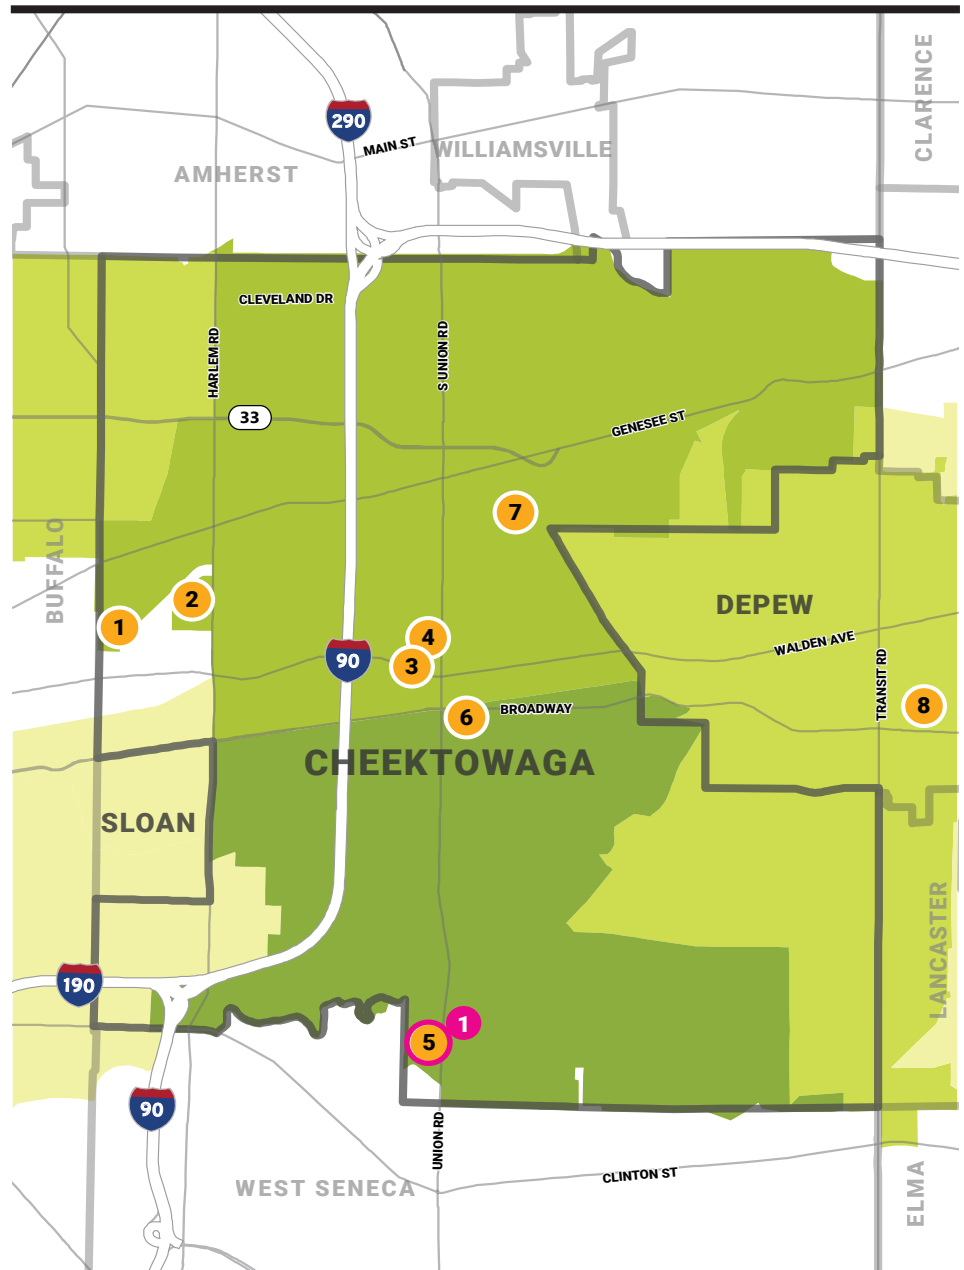 CLARENCE
290
MAIN ST
WILLIAMSVILLE
AMHERST
CLEVELAND DR
HARLEM RD
S UNION RD
33
GENESEE ST
7
BUFFALO
2
DEPEW
1
4
WALDEN AVE
90
3
TRANSIT RD
6
BROADWAY
8
CHEEKTOWAGA
SLOAN
LANCASTER
190
1
5
90
UNION RD
CLINTON ST
WEST SENECA
ELMA